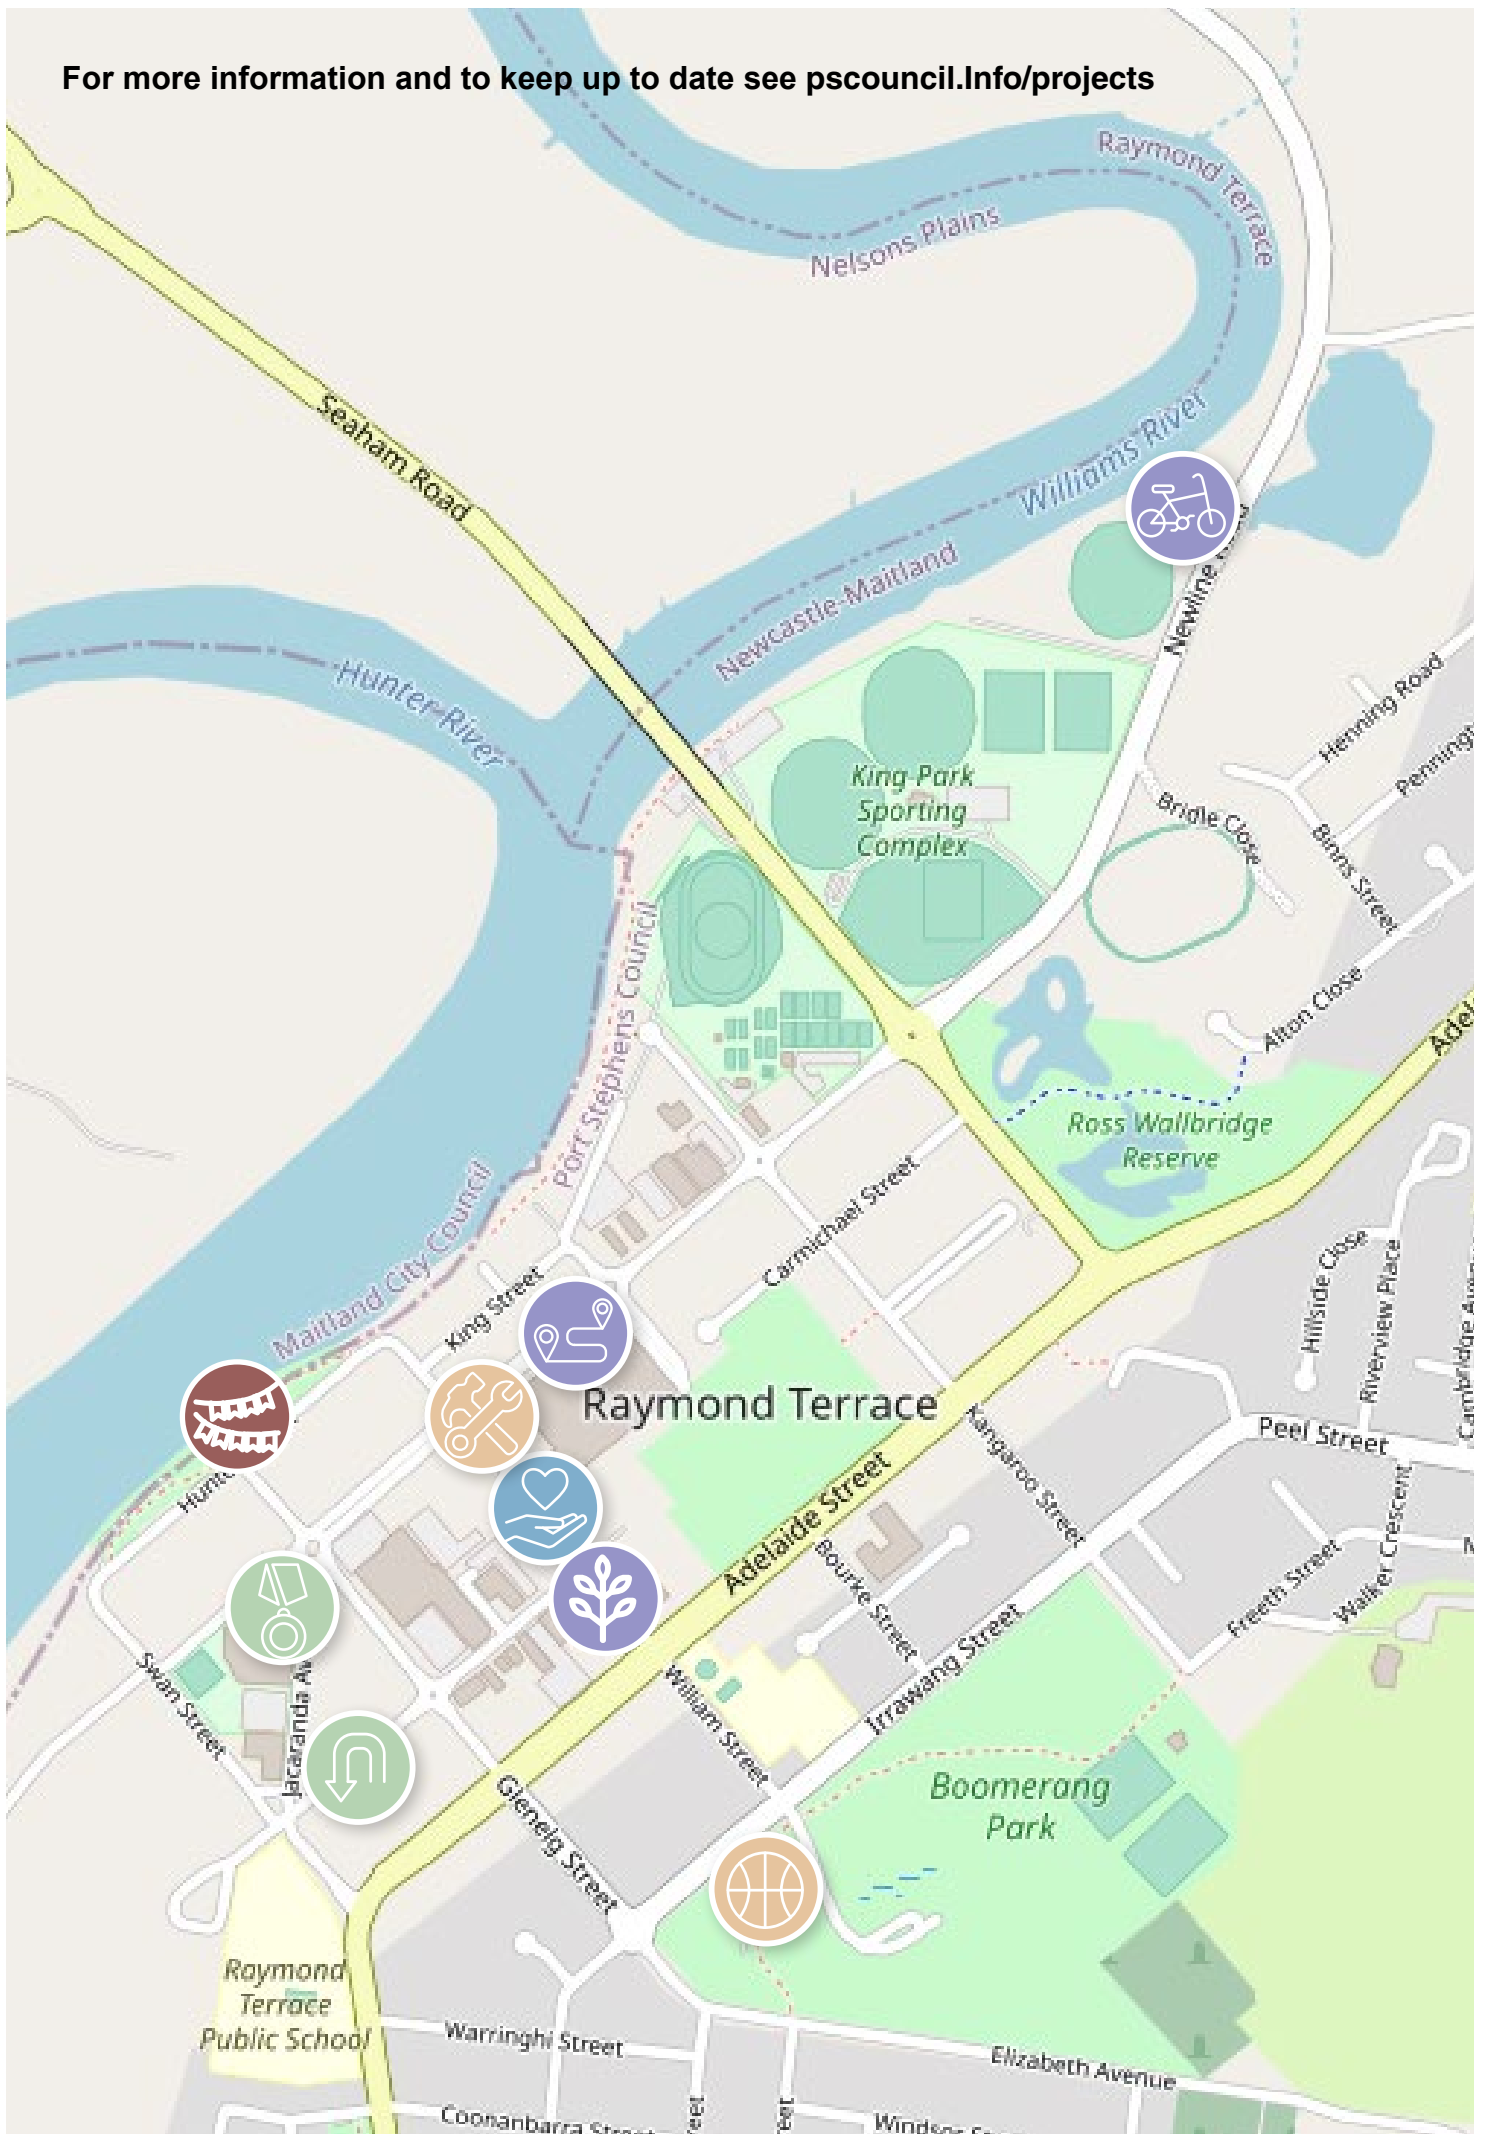 For more information and to keep up to date see pscouncil.Info/projects
Raymond Terrace
Nelsons Plains
Seaham Road
Williams River
Newcastle-Maitland
Newline
Hunter River
Henning Road
King Park
Sporting
Complex
Bridle Close
Binns Street
Port Stephens Council
Alton Close
Ross Wallbridge
Reserve
Carmichael Street
Maitland City Council
King Street
Hillside Close
Riverview Place
Raymond Terrace
Kangaroo Street
Peel Street
Adelaide Street
Bourke Street
Freeth Street
Walker Crescent
Swan Street
Jacaranda Av
William Street
Irrawang Street
Boomerang
Park
Glenelg Street
Raymond
Terrace
Public School
Warringhi Street
Elizabeth Avenue
Coonanbarra